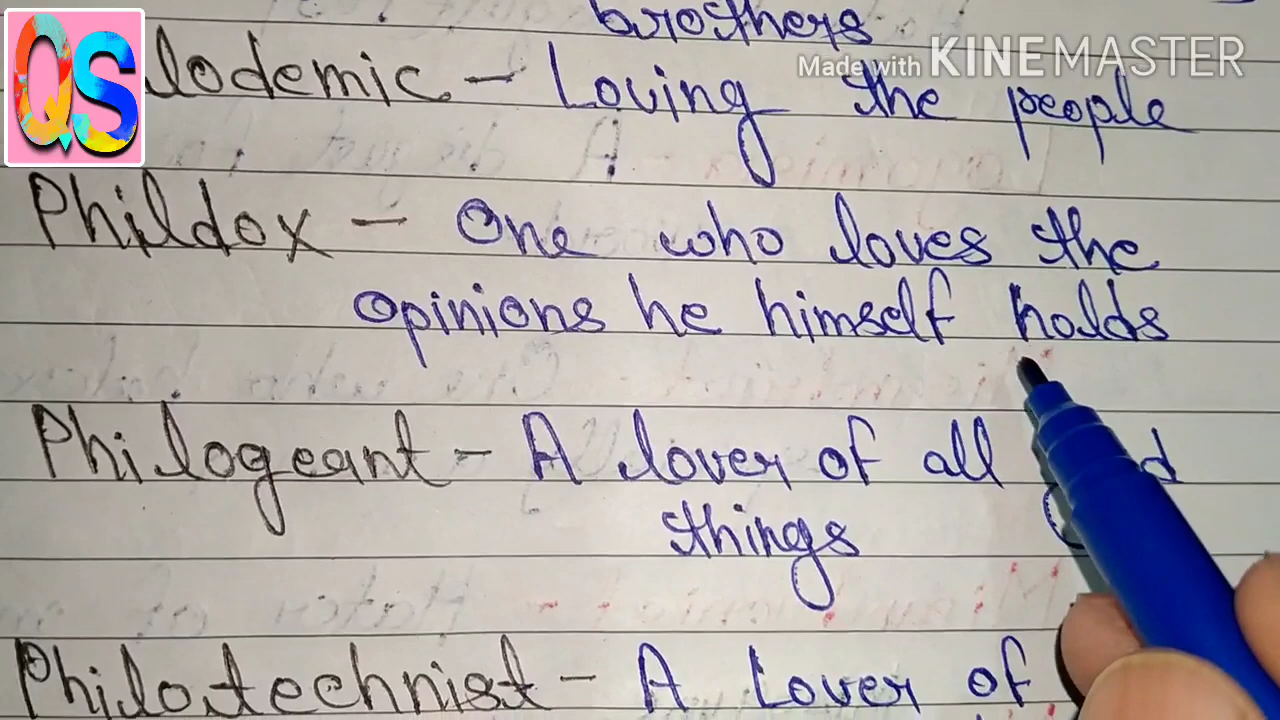 brothers
QS
Made with KINEMASTER
lodemic - Loving the people
Phildox - One who loves the
opinions he himself holds
Philogeant - A lover of all
things
Philotechnist - A Lover of